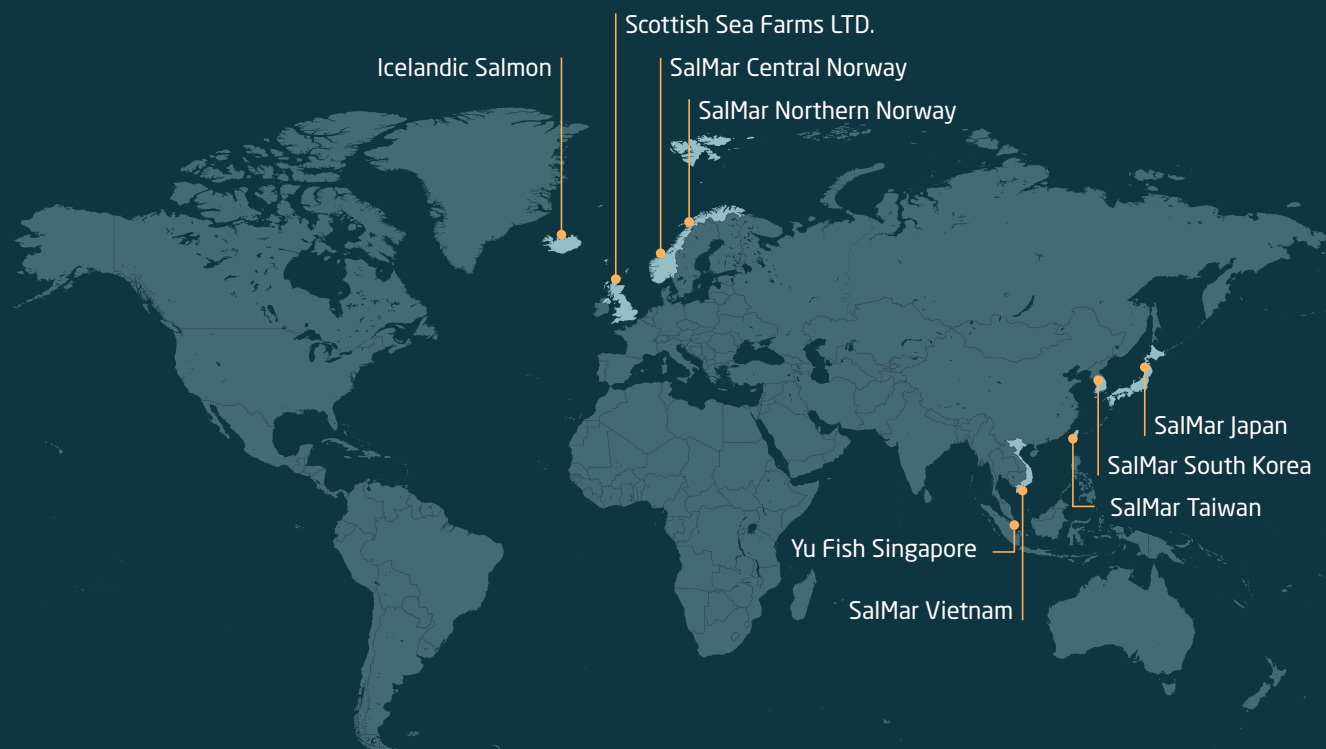 Scottish Sea Farms LTD.
Icelandic Salmon
SalMar Central Norway
SalMar Northern Norway
SalMar Japan
SalMar South Korea
SalMar Taiwan
Yu Fish Singapore
SalMar Vietnam